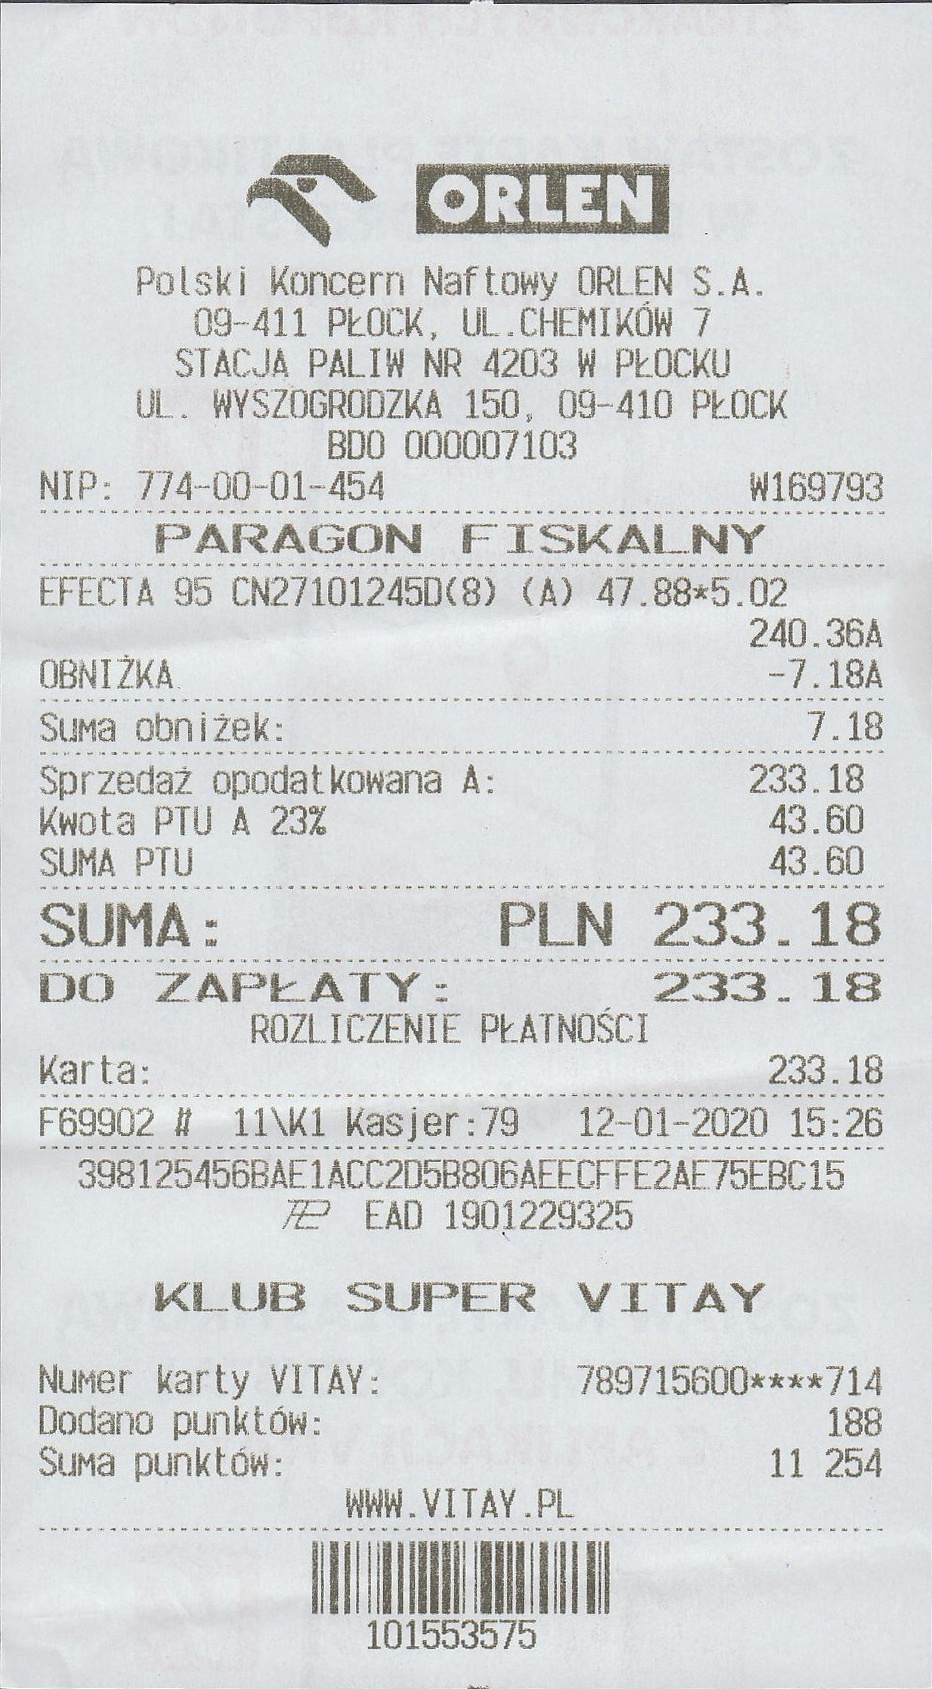 ORLEN
Polski Koncern Naftowy ORLEN S.A.
09-411 PŁOCK, UL.CHEMIKÓW 7
STACJA PALIW NR 4203 W PŁOCKU
UL. WYSZOGRODZKA 150, 09-410 PŁOCK
BDO 000007103
NIP: 774-00-01-454 W169793
PARAGON FISKALNY
EFECTA 95 CN27101245D(8) (A) 47.88*5.02
240.36A
OBNIŻKA -7.18A
Suma obniżek: 7.18
Sprzedaż opodatkowana A: 233.18
Kwota PTU A 23% 43.60
SUMA PTU 43.60
SUMA: PLN 233.18
DO ZAPŁATY: 233.18
ROZLICZENIE PŁATNOŚCI
Karta: 233.18
F69902 # 11\K1 Kasjer:79 12-01-2020 15:26
398125456BAE1ACC2D5B806AEECFFE2AE75EBC15
EAD 1901229325
KLUB SUPER VITAY
Numer karty VITAY: 789715600****714
Dodano punktów: 188
Suma punktów: 11 254
WWW.VITAY.PL
101553575